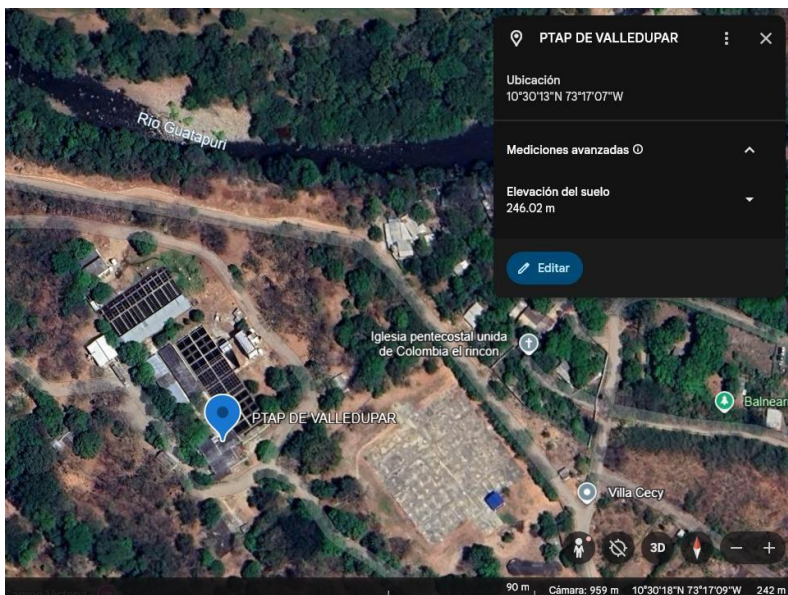 PTAP DE VALLEDUPAR
Ubicación
10°30'13"N 73°17'07"W
Mediciones avanzadas
Elevación del suelo
246.02 m
Editar
Río Guatapuri
Iglesia pentecostal unida
de Colombia el rincon
Balnear
PTAP DE VALLEDUPAR
Villa Cecy
3D
90 m
Cámara: 959 m 10°30'18"N 73°17'09"W 242 m